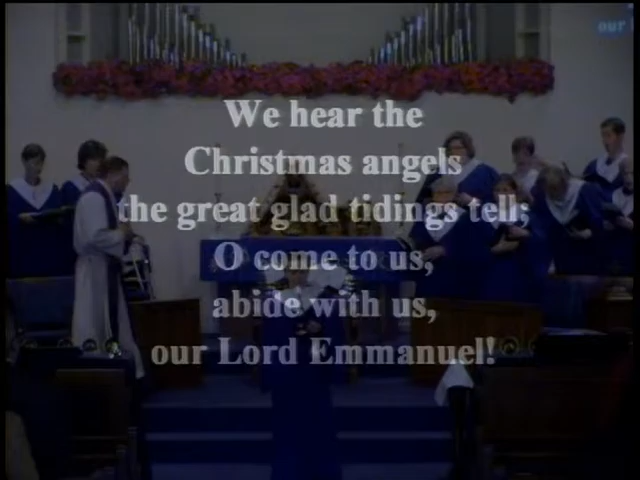 our
We hear the
Christmas angels
the great glad tidings tell;
O come to us,
abide with us,
our Lord Emmanuel!